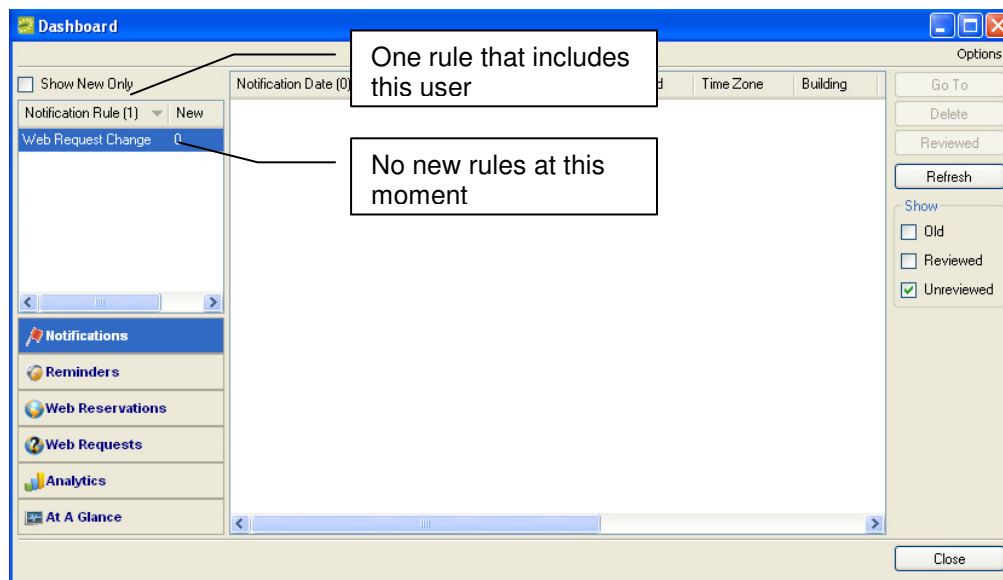 Dashboard
Options
One rule that includes
this user
Show New Only
Notification Rule (1) New
Web Request Change 0
Notification Date (0) Time Zone Building
No new rules at this
moment
Go To
Delete
Reviewed
Refresh
Show
Old
Reviewed
Unreviewed
Notifications
Reminders
Web Reservations
Web Requests
Analytics
At A Glance
Close